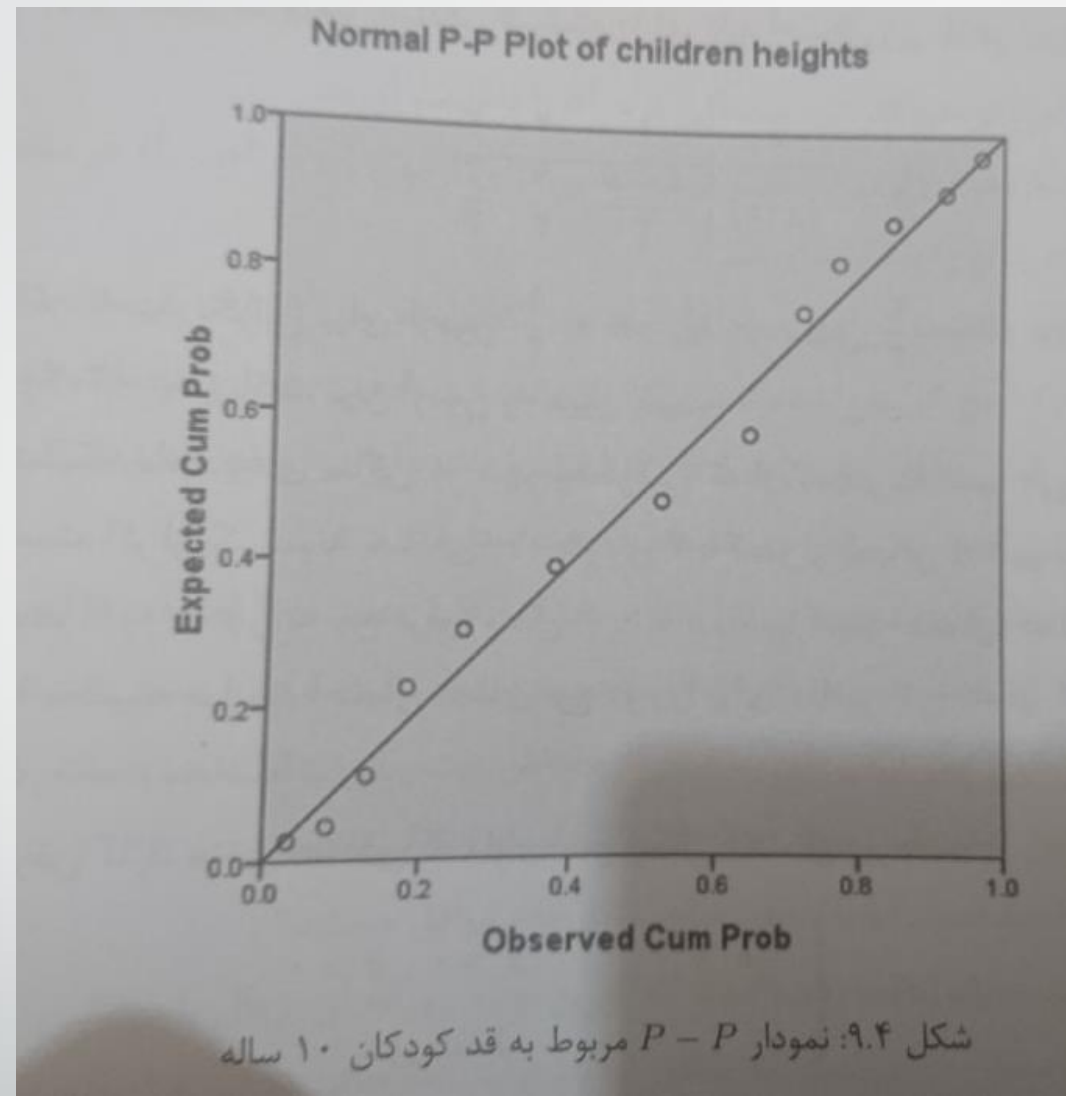 Normal P-P Plot of children heights
1.0
0.8
0.6
0.4
0.2
0.0
Expected Cum Prob
0.0 0.2 0.4 0.6 0.8 1.0
Observed Cum Prob
شکل ۹.۴: نمودار P – P مربوط به قد کودکان ۱۰ ساله